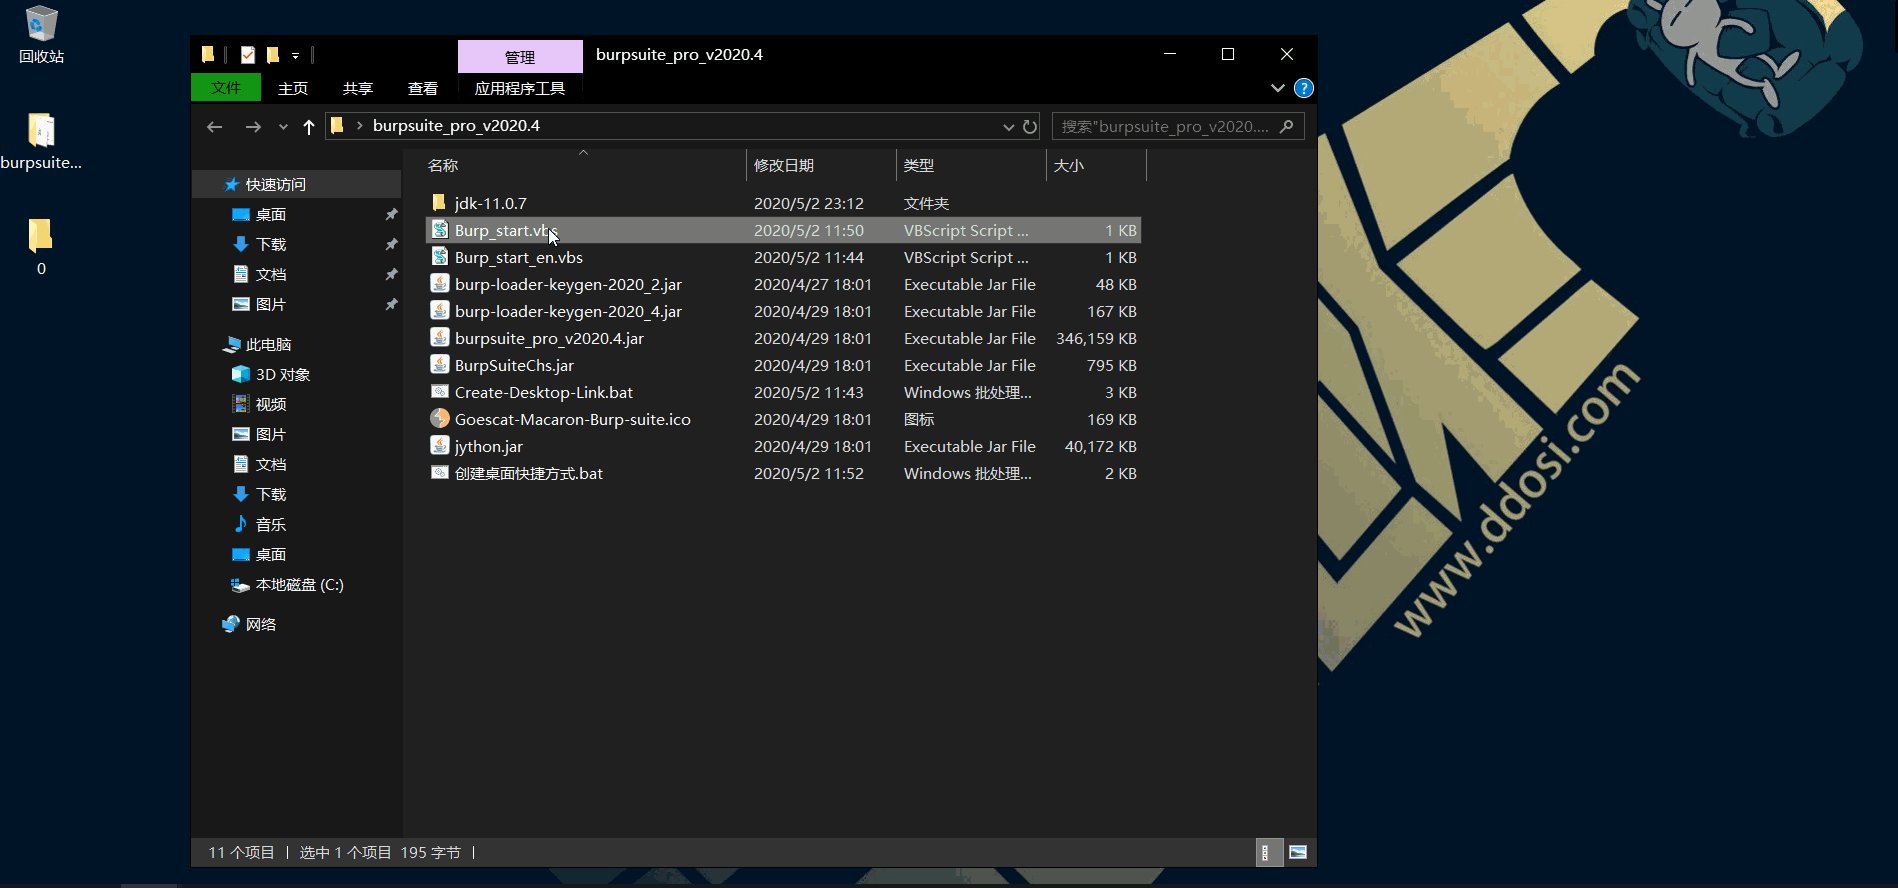 回收站
burpsuite...
0
管理
burpsuite_pro_v2020.4
文件
主页
共享
查看
应用程序工具
burpsuite_pro_v2020.4
搜索"burpsuite_pro_v2020....
名称
修改日期
类型
大小
快速访问
桌面
下载
文档
图片
此电脑
3D 对象
视频
图片
文档
下载
音乐
桌面
本地磁盘 (C:)
网络
jdk-11.0.7 2020/5/2 23:12 文件夹
Burp_start.vbs 2020/5/2 11:50 VBScript Script ... 1 KB
Burp_start_en.vbs 2020/5/2 11:44 VBScript Script ... 1 KB
burp-loader-keygen-2020_2.jar 2020/4/27 18:01 Executable Jar File 48 KB
burp-loader-keygen-2020_4.jar 2020/4/29 18:01 Executable Jar File 167 KB
burpsuite_pro_v2020.4.jar 2020/4/29 18:01 Executable Jar File 346,159 KB
BurpSuiteChs.jar 2020/4/29 18:01 Executable Jar File 795 KB
Create-Desktop-Link.bat 2020/5/2 11:43 Windows 批处理... 3 KB
Goescat-Macaron-Burp-suite.ico 2020/4/29 18:01 图标 169 KB
jython.jar 2020/4/29 18:01 Executable Jar File 40,172 KB
创建桌面快捷方式.bat 2020/5/2 11:52 Windows 批处理... 2 KB
11 个项目 | 选中 1 个项目 195 字节 |
www.ddosi.com